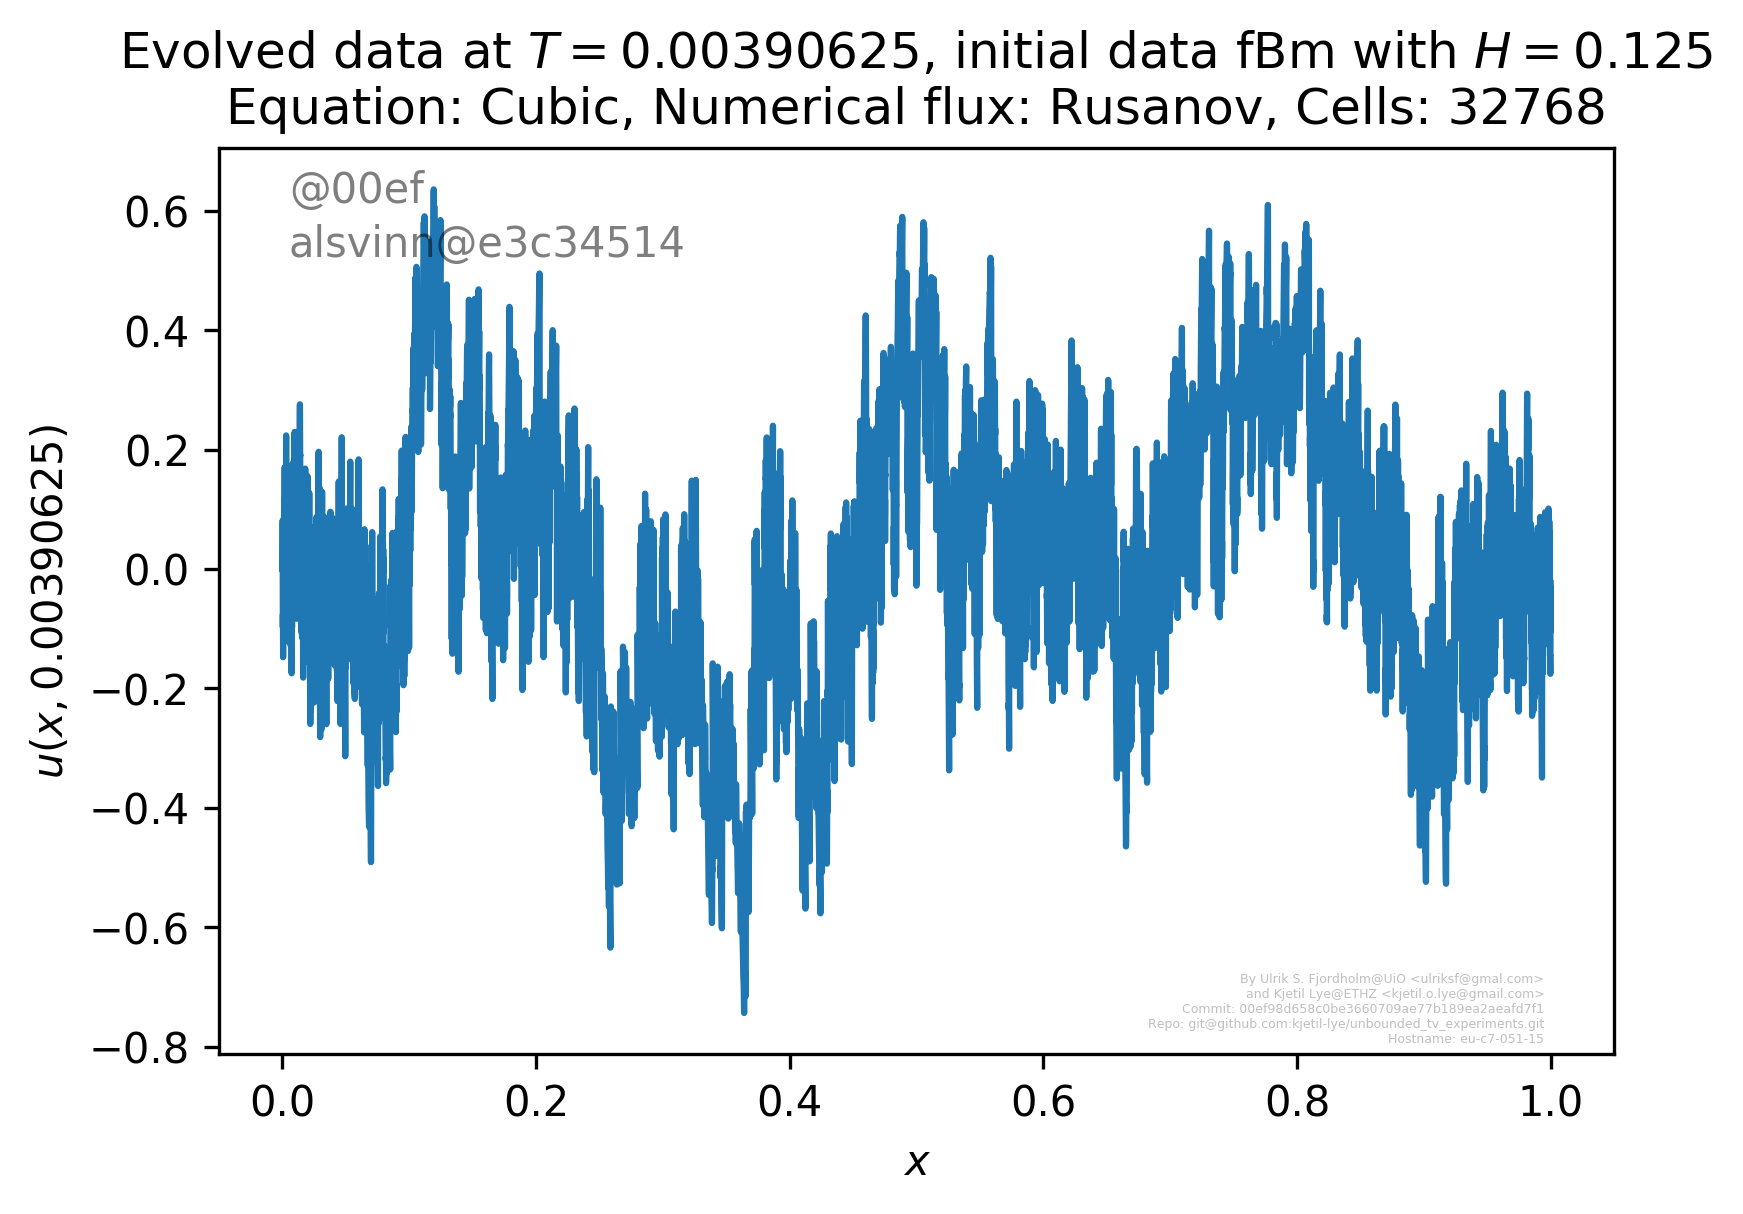 Evolved data at T = 0.00390625, initial data fBm with H = 0.125
Equation: Cubic, Numerical flux: Rusanov, Cells: 32768
@00ef
alsvinn@e3c34514
0.6
0.4
0.2
0.0
−0.2
−0.4
−0.6
−0.8
u(x, 0.00390625)
By Ulrik S. Fjordholm@UiO <ulriksf@gmal.com>
and Kjetil Lye@ETHZ <kjetil.o.lye@gmail.com>
Commit: 00ef98d658c0be3660709ae77b189ea2aeafd7f1
Repo: git@github.com:kjetil-lye/unbounded_tv_experiments.git
Hostname: eu-c7-051-15
0.0 0.2 0.4 0.6 0.8 1.0
x